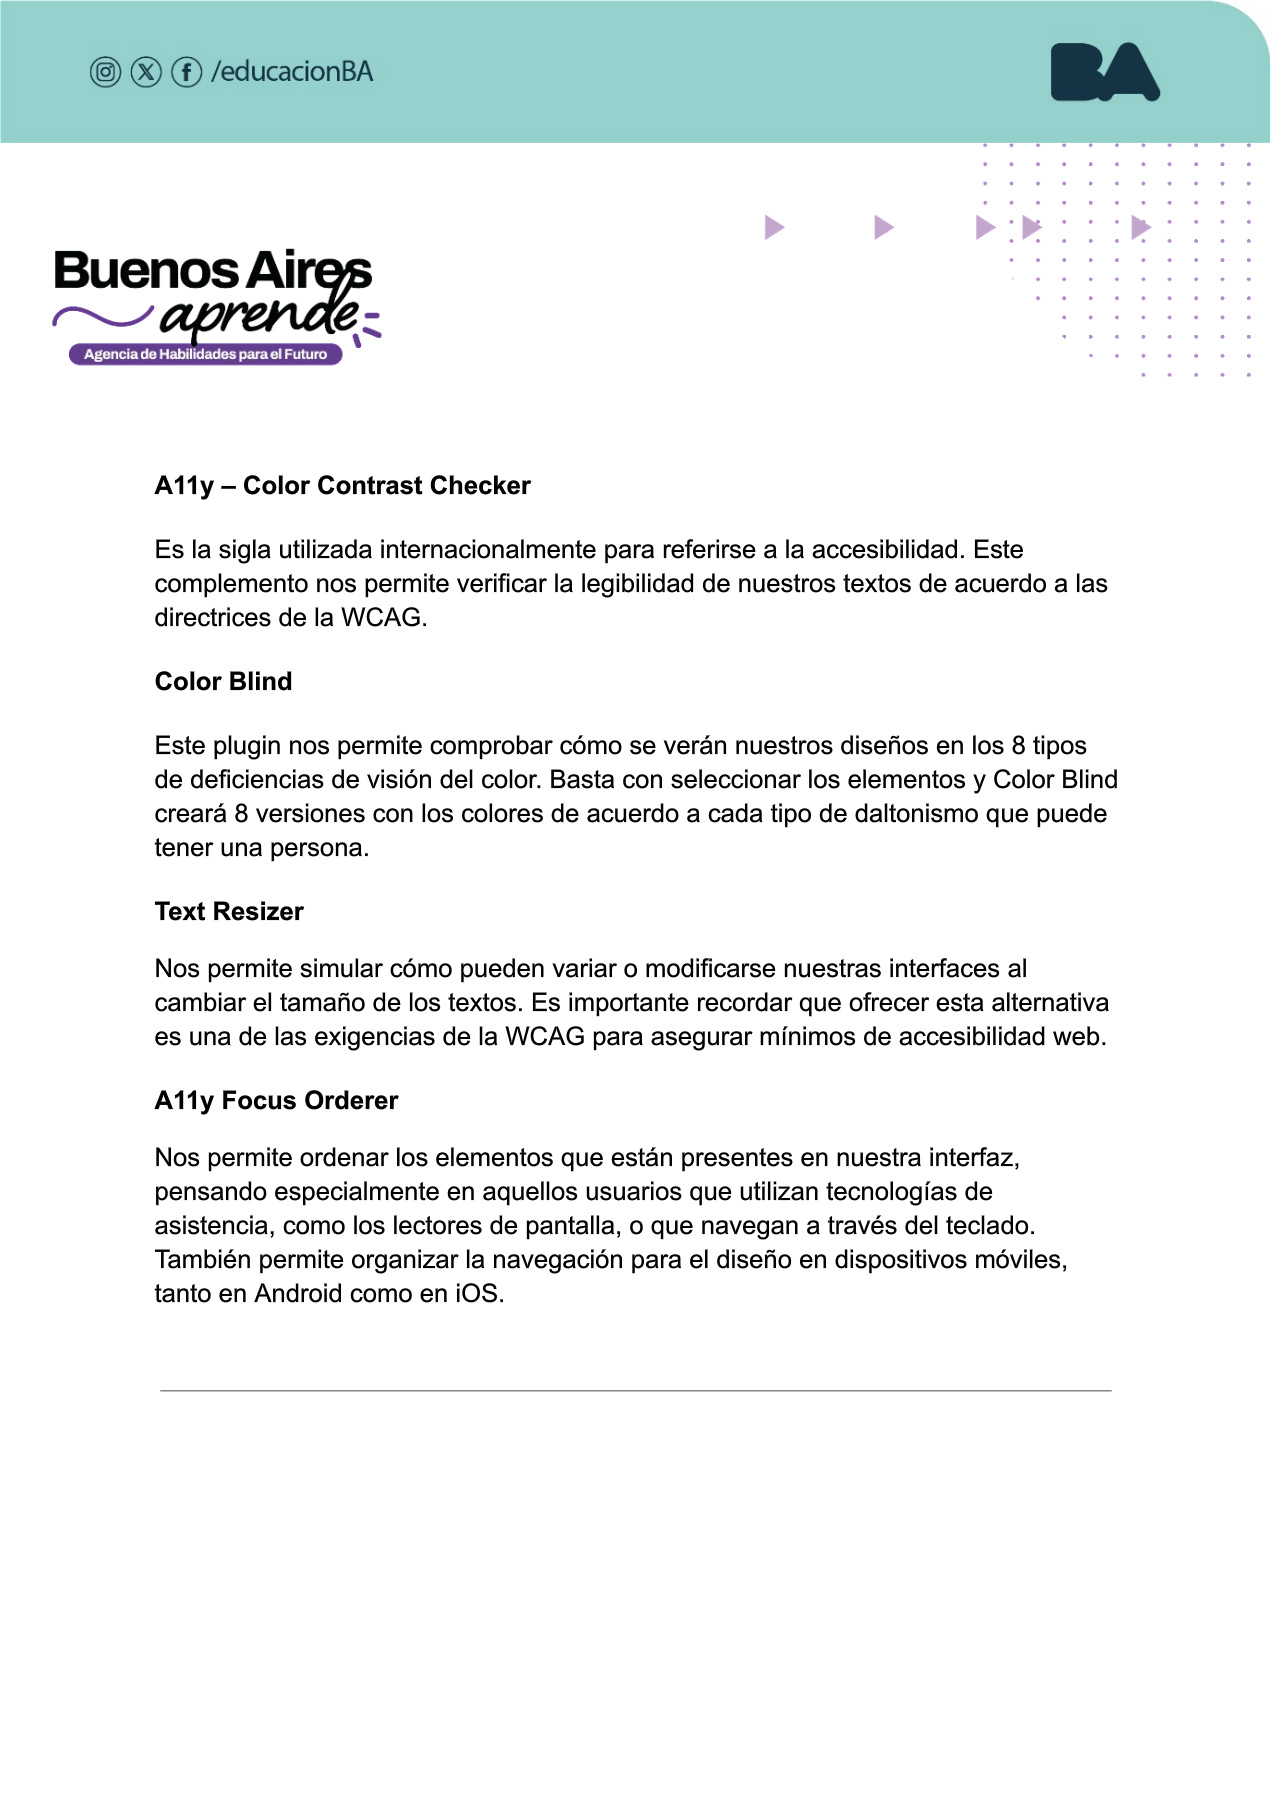 /educacionBA
BA
Buenos Aires
aprende
Agencia de Habilidades para el Futuro
A11y – Color Contrast Checker
Es la sigla utilizada internacionalmente para referirse a la accesibilidad. Este
complemento nos permite verificar la legibilidad de nuestros textos de acuerdo a las
directrices de la WCAG.
Color Blind
Este plugin nos permite comprobar cómo se verán nuestros diseños en los 8 tipos
de deficiencias de visión del color. Basta con seleccionar los elementos y Color Blind
creará 8 versiones con los colores de acuerdo a cada tipo de daltonismo que puede
tener una persona.
Text Resizer
Nos permite simular cómo pueden variar o modificarse nuestras interfaces al
cambiar el tamaño de los textos. Es importante recordar que ofrecer esta alternativa
es una de las exigencias de la WCAG para asegurar mínimos de accesibilidad web.
A11y Focus Orderer
Nos permite ordenar los elementos que están presentes en nuestra interfaz,
pensando especialmente en aquellos usuarios que utilizan tecnologías de
asistencia, como los lectores de pantalla, o que navegan a través del teclado.
También permite organizar la navegación para el diseño en dispositivos móviles,
tanto en Android como en iOS.